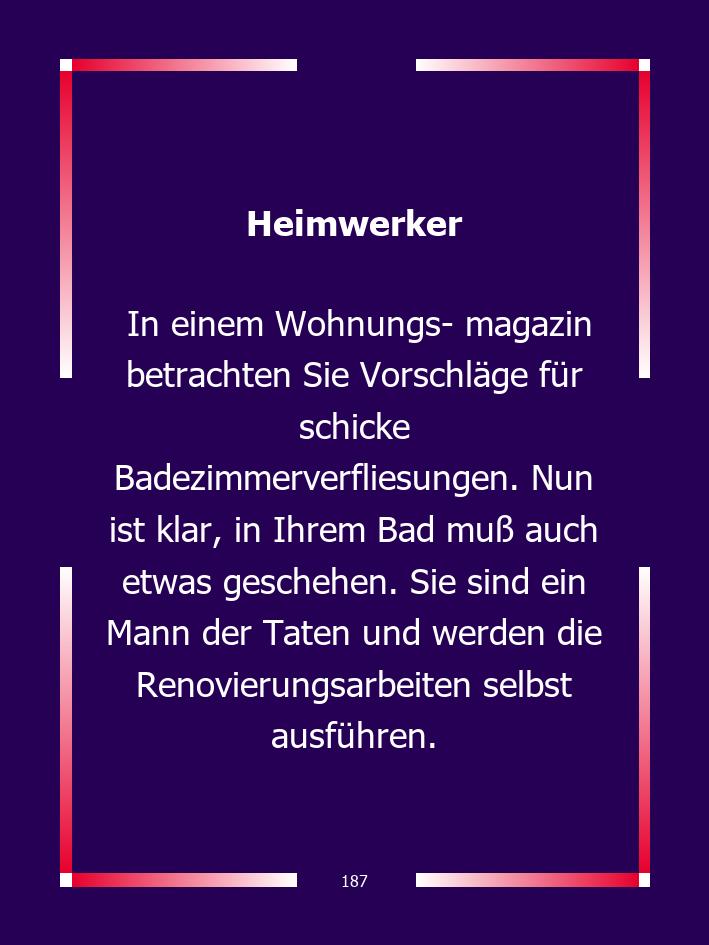 Heimwerker
In einem Wohnungs- magazin
betrachten Sie Vorschläge für
schicke
Badezimmerverfliesungen. Nun
ist klar, in Ihrem Bad muß auch
etwas geschehen. Sie sind ein
Mann der Taten und werden die
Renovierungsarbeiten selbst
ausführen.
187